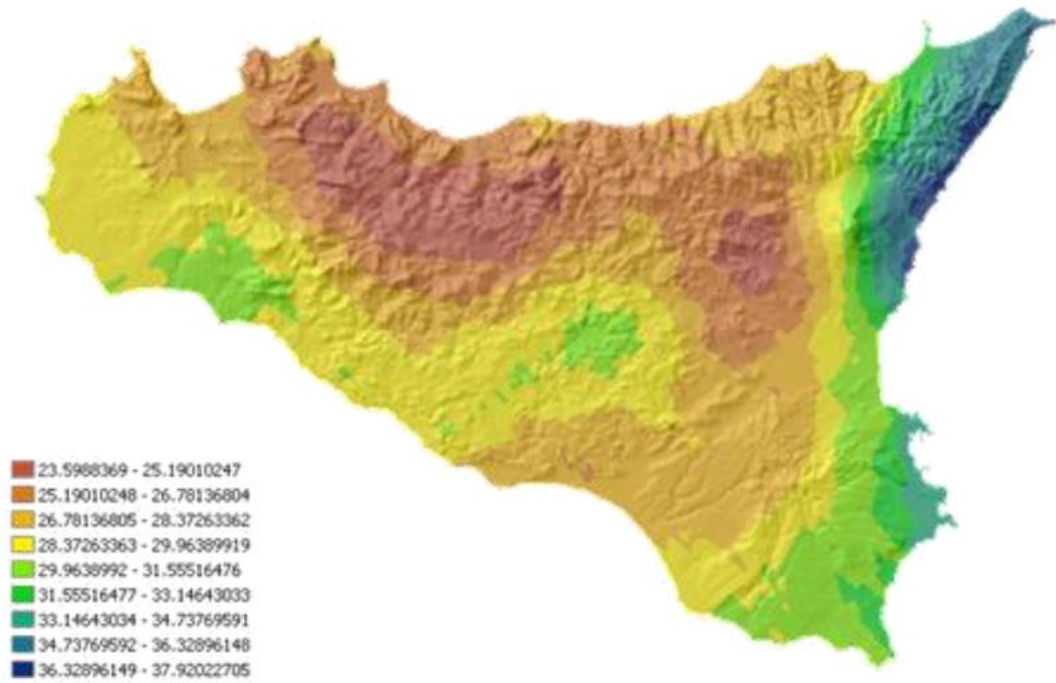 23.5988369 - 25.19010247
25.19010248 - 26.78136804
26.78136805 - 28.37263362
28.37263363 - 29.96389919
29.9638992 - 31.55516476
31.55516477 - 33.14643033
33.14643034 - 34.73769591
34.73769592 - 36.32896148
36.32896149 - 37.92022705